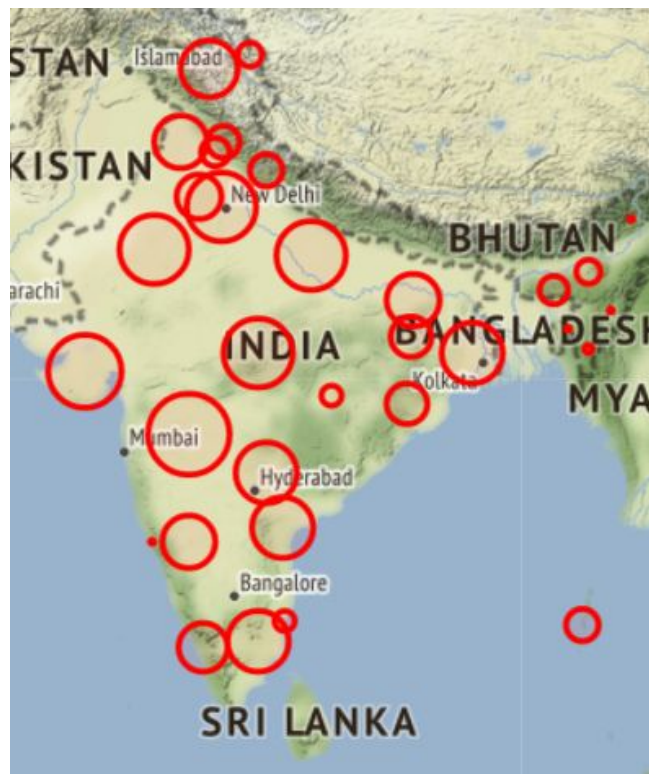 STAN
Islamabad
KISTAN
New Delhi
BHUTAN
arachi
INDIA
BANGLADESH
Kolkata
MYA
Mumbai
Hyderabad
Bangalore
SRI LANKA